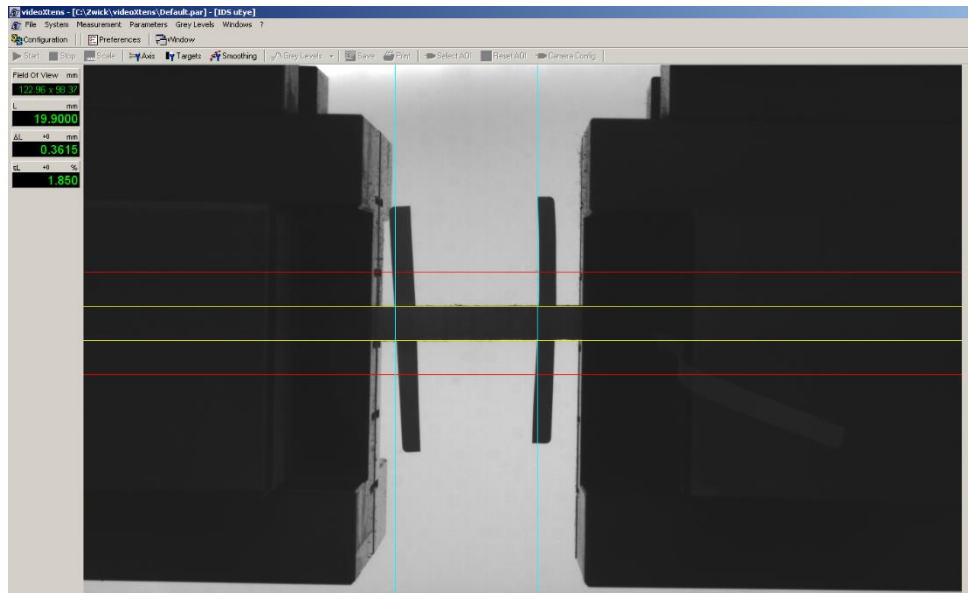 videoXtens - [C:\Zwick\videoXtens\Default.par] - [IDS uEye]
File System Measurement Parameters Grey Levels Windows ?
Configuration Preferences Window
Start Stop Scale Axis Targets Smoothing Grey Levels Save Print Select AOI Reset AOI Camera Config.
Field Of View mm
122.96 x 98.37
L mm
19.9000
ΔL +0 mm
0.3615
εL +0 %
1.850